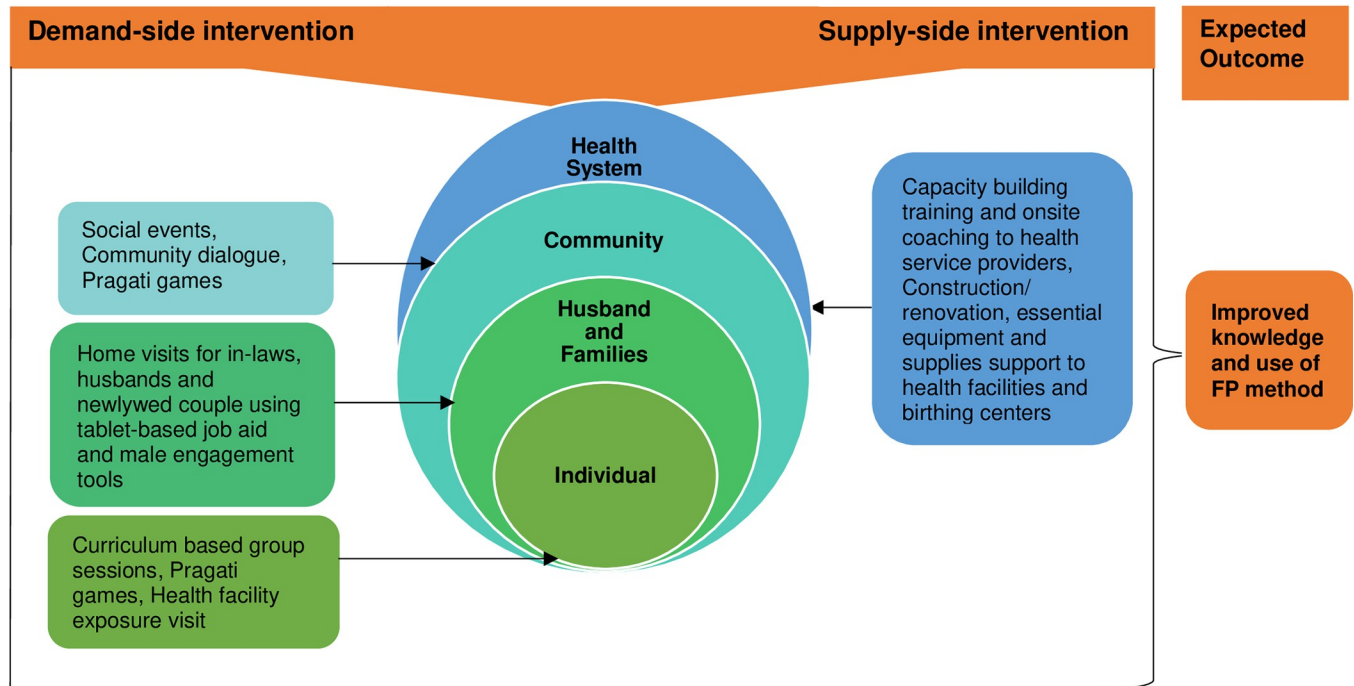 Demand-side intervention
Supply-side intervention
Expected
Outcome
Health
System
Community
Husband
and
Families
Individual
Social events,
Community dialogue,
Pragati games
Home visits for in-laws,
husbands and
newlywed couple using
tablet-based job aid
and male engagement
tools
Curriculum based group
sessions, Pragati
games, Health facility
exposure visit
Capacity building
training and onsite
coaching to health
service providers,
Construction/
renovation, essential
equipment and
supplies support to
health facilities and
birthing centers
Improved
knowledge
and use of
FP method